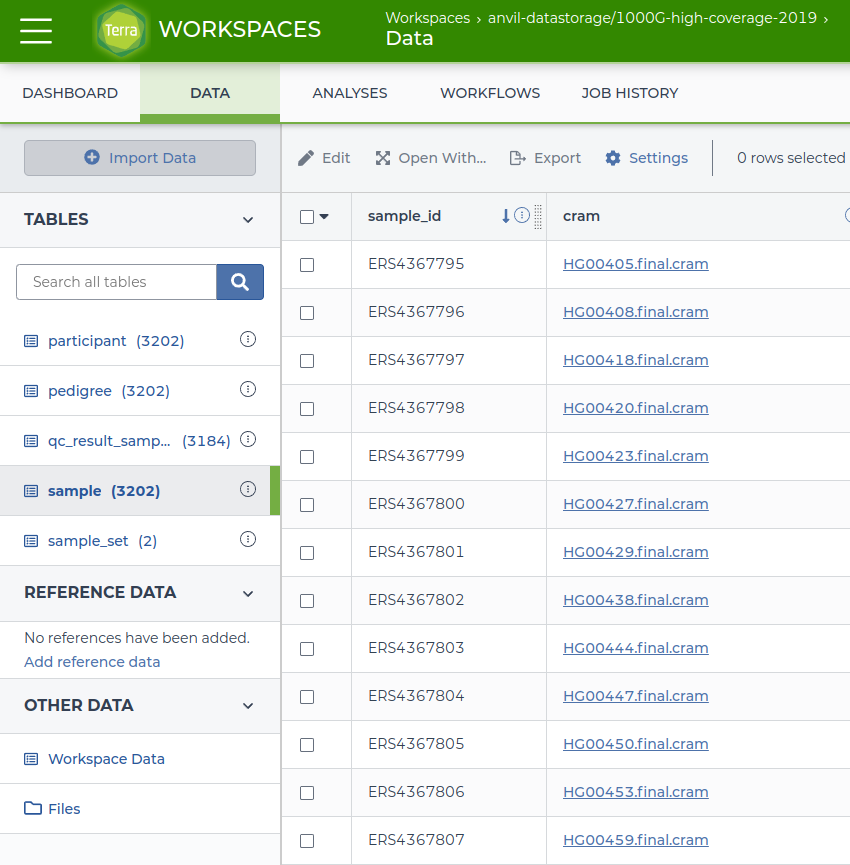 Terra
WORKSPACES
Workspaces › anvil-datastorage/1000G-high-coverage-2019 ›
Data
DASHBOARD DATA ANALYSES WORKFLOWS JOB HISTORY
Import Data
Edit Open With... Export Settings 0 rows selected
TABLES
Search all tables
participant (3202)
pedigree (3202)
qc_result_samp... (3184)
sample (3202)
sample_set (2)
REFERENCE DATA
No references have been added.
Add reference data
OTHER DATA
Workspace Data
Files
sample_id cram
ERS4367795 HG00405.final.cram
ERS4367796 HG00408.final.cram
ERS4367797 HG00418.final.cram
ERS4367798 HG00420.final.cram
ERS4367799 HG00423.final.cram
ERS4367800 HG00427.final.cram
ERS4367801 HG00429.final.cram
ERS4367802 HG00438.final.cram
ERS4367803 HG00444.final.cram
ERS4367804 HG00447.final.cram
ERS4367805 HG00450.final.cram
ERS4367806 HG00453.final.cram
ERS4367807 HG00459.final.cram